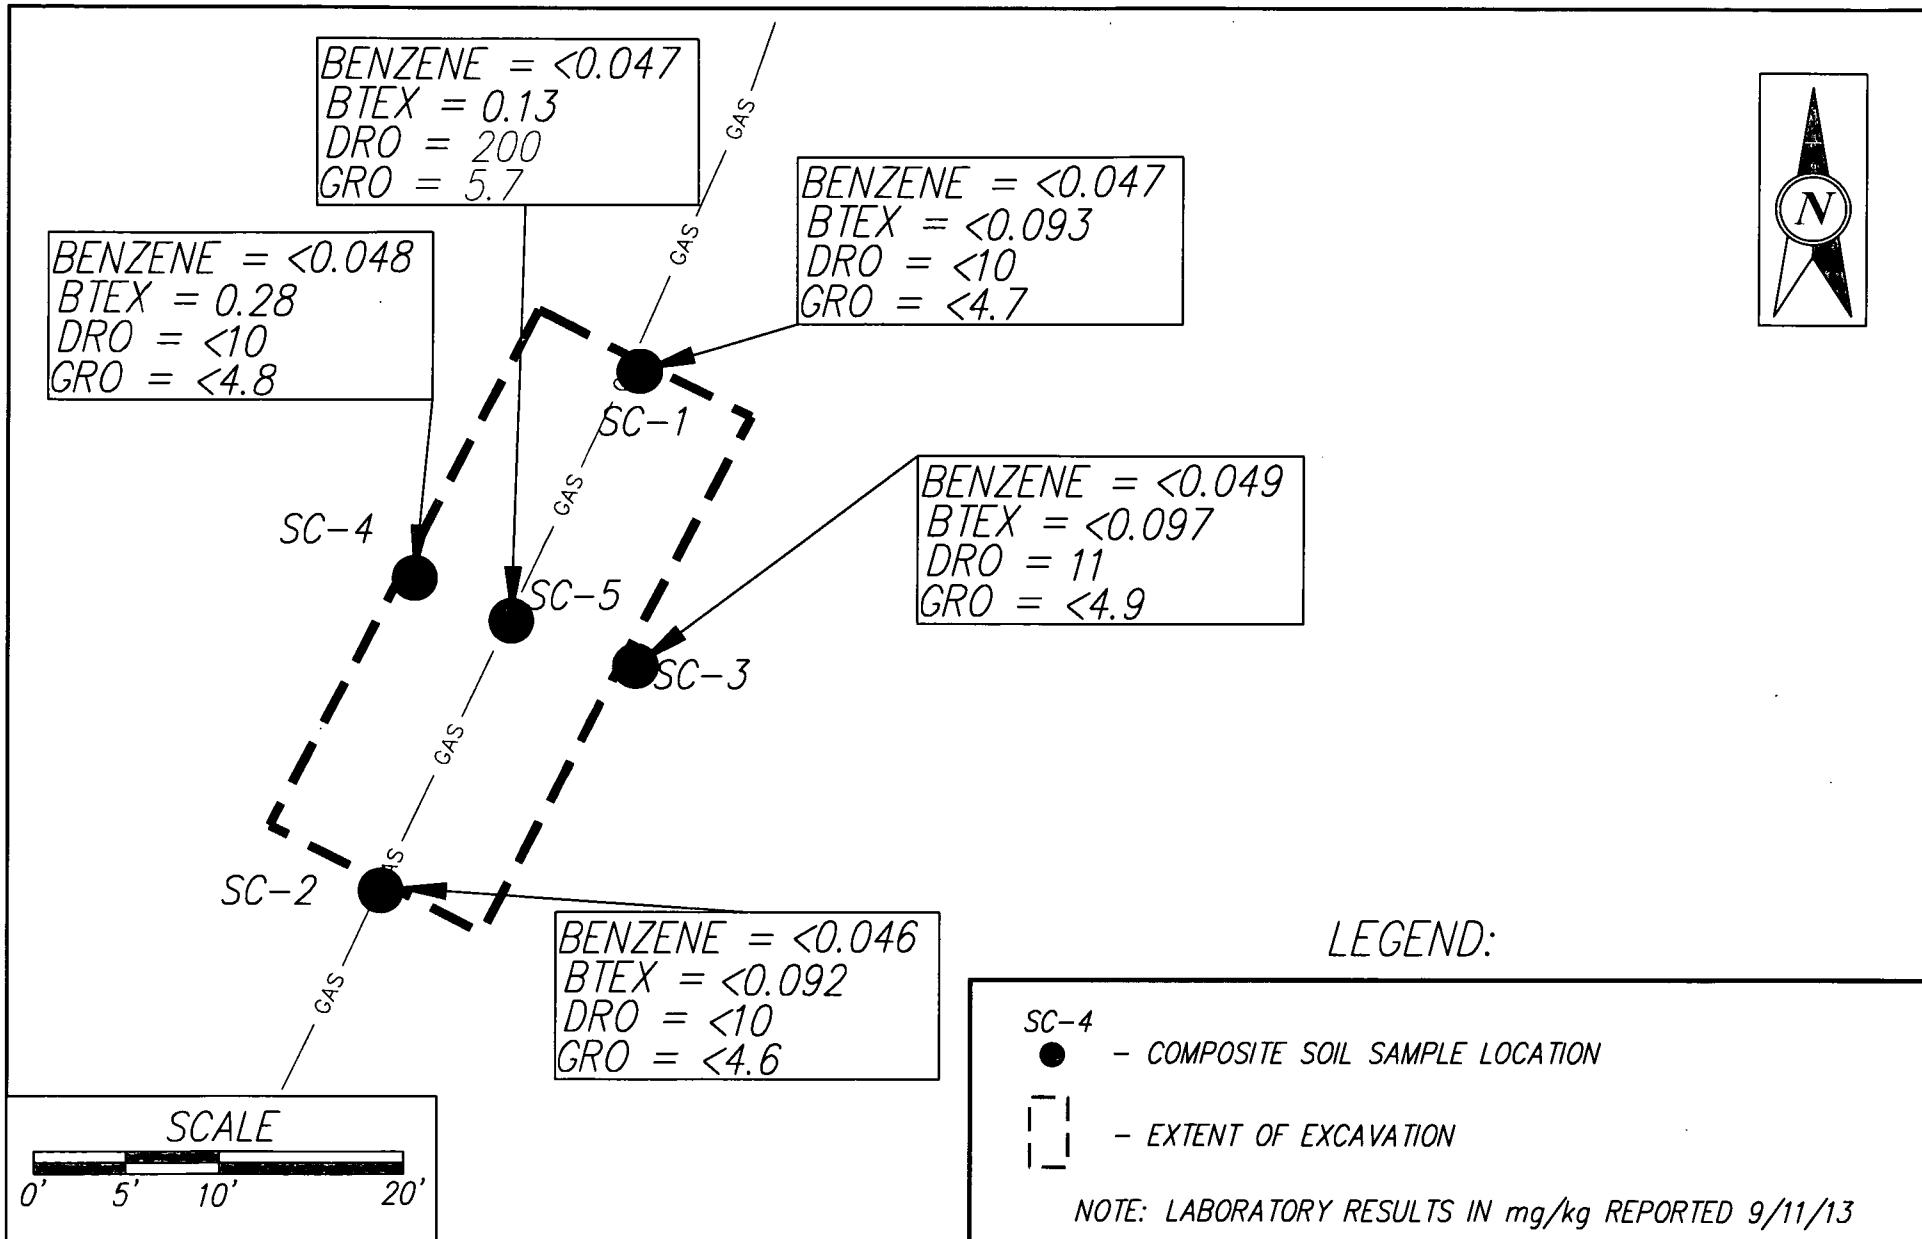 BENZENE = <0.047
BTEX = 0.13
DRO = 200
GRO = 5.7
GAS
BENZENE = <0.047
BTEX = <0.093
DRO = <10
GRO = <4.7
N
GAS
BENZENE = <0.048
BTEX = 0.28
DRO = <10
GRO = <4.8
SC-1
GAS
BENZENE = <0.049
BTEX = <0.097
DRO = 11
GRO = <4.9
SC-4
SC-5
SC-3
GAS
SC-2
BENZENE = <0.046
BTEX = <0.092
DRO = <10
GRO = <4.6
GAS
LEGEND:
SC-4
- COMPOSITE SOIL SAMPLE LOCATION
- EXTENT OF EXCAVATION
NOTE: LABORATORY RESULTS IN mg/kg REPORTED 9/11/13
SCALE
0' 5' 10' 20'